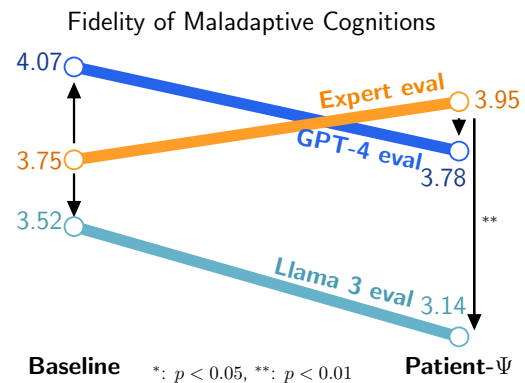 Fidelity of Maladaptive Cognitions
4.07
Expert eval
3.95
3.75
GPT-4 eval
3.78
3.52
**
Llama 3 eval
3.14
Baseline
*: p < 0.05, **: p < 0.01
Patient-Ψ